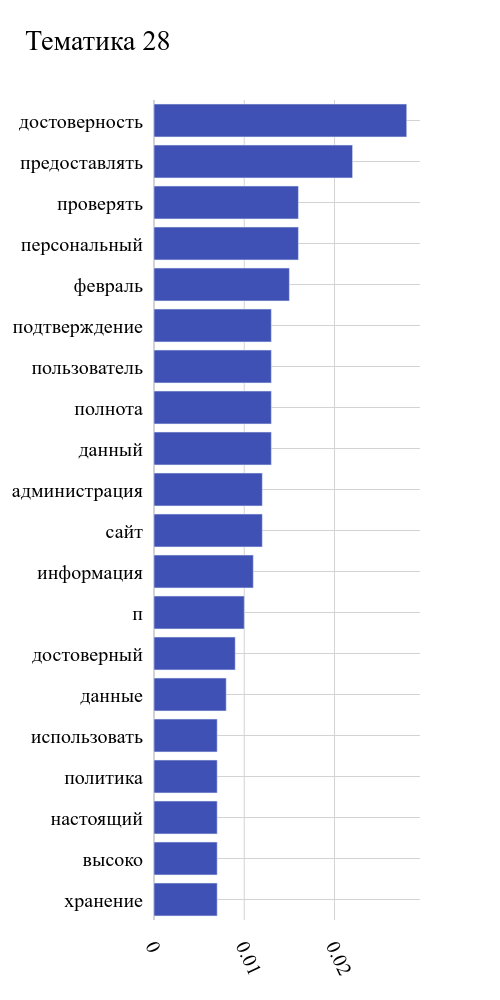 Тематика 28
достоверность
предоставлять
проверять
персональный
февраль
подтверждение
пользователь
полнота
данный
администрация
сайт
информация
п
достоверный
данные
использовать
политика
настоящий
высоко
хранение
0
0.01
0.02